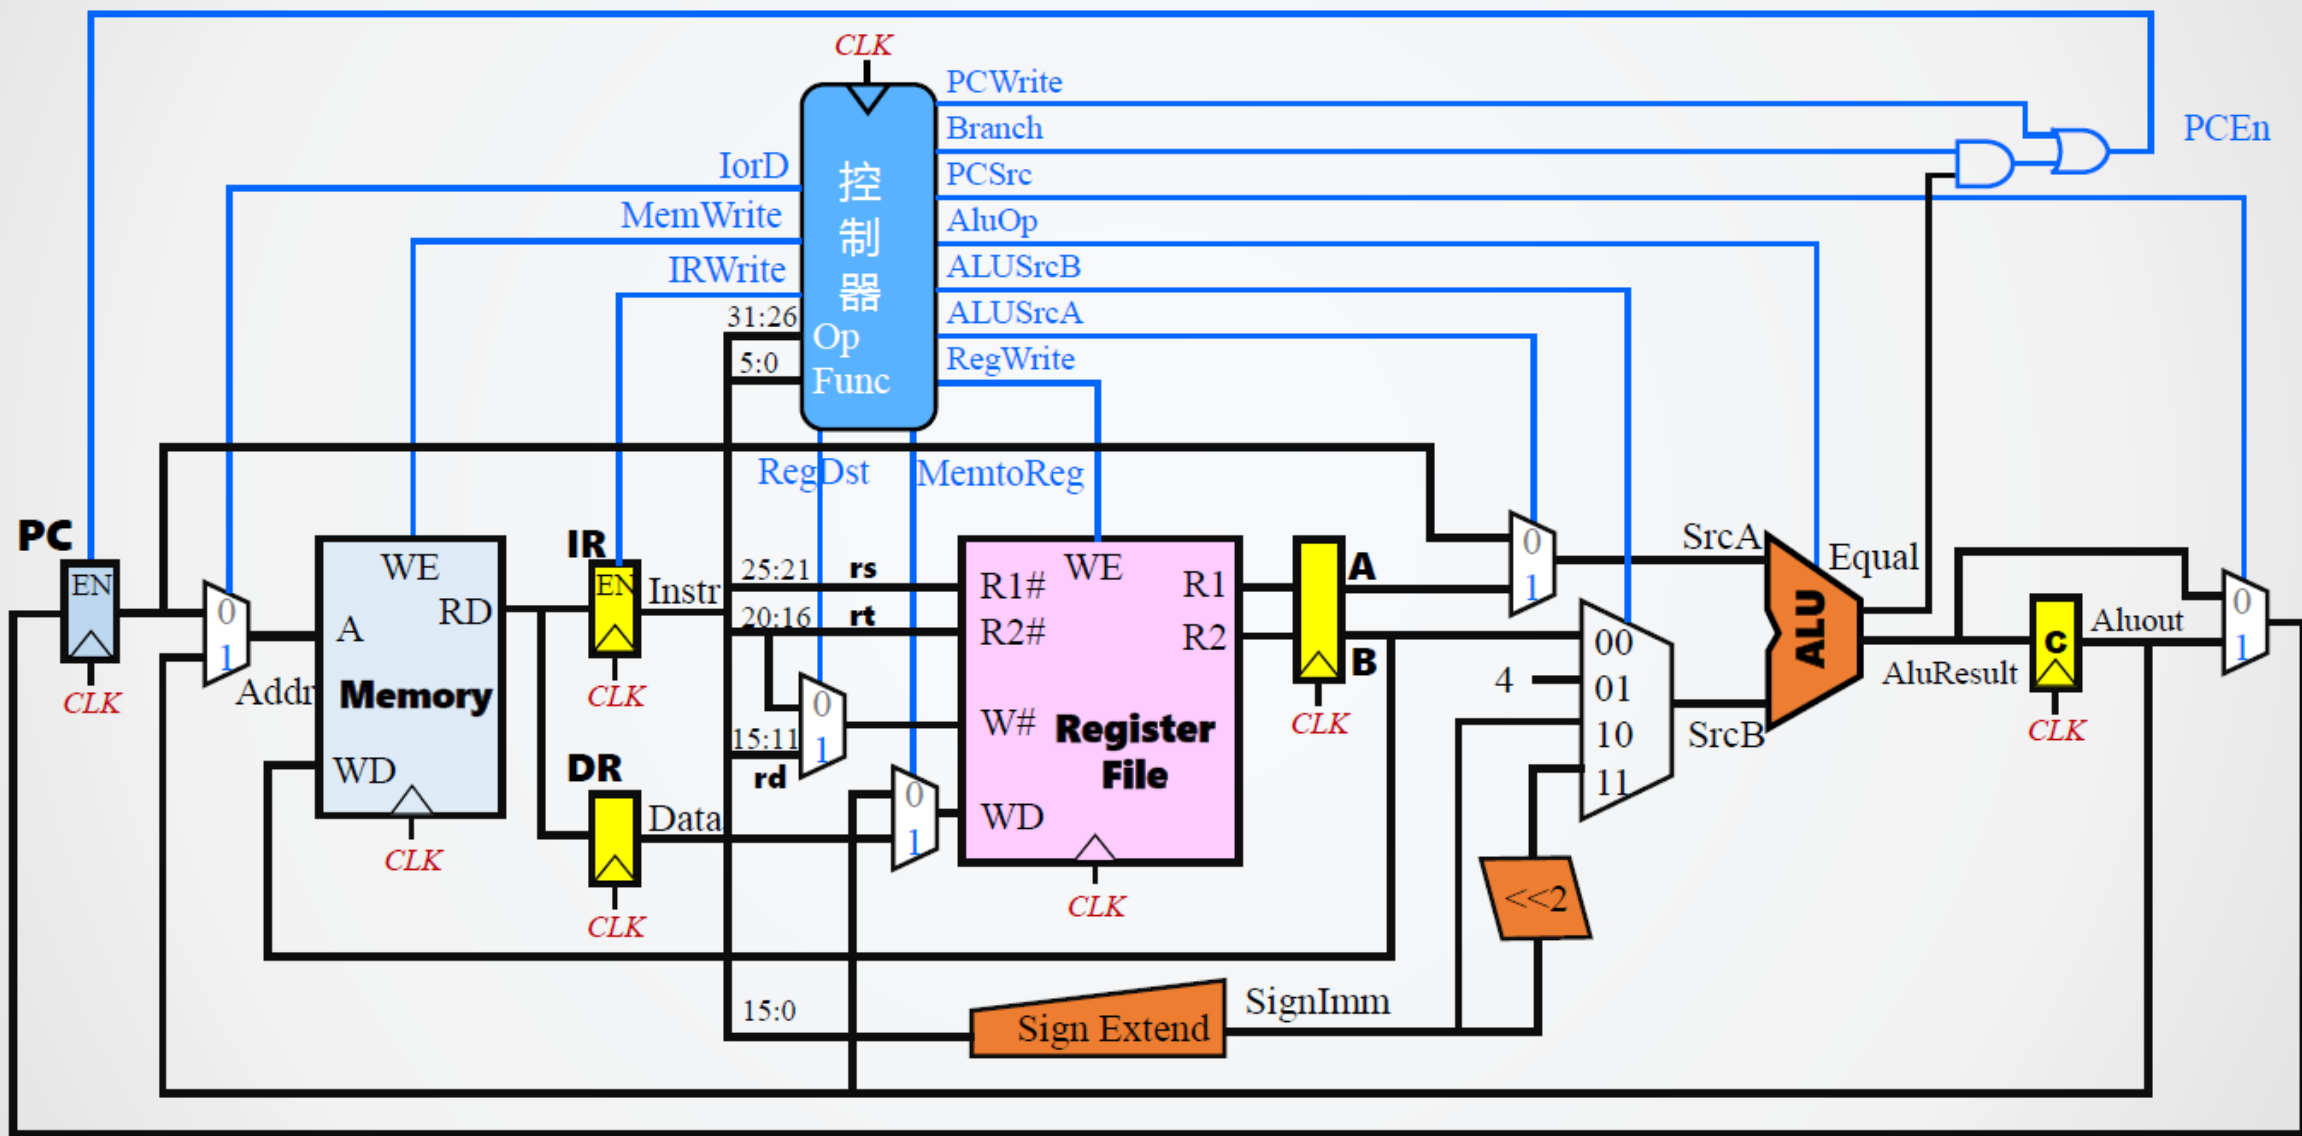 CLK
PCWrite
Branch
PCEn
PCSrc
IorD
AluOp
MemWrite
ALUSrcB
IRWrite
ALUSrcA
31:26
Op
RegWrite
5:0
Func
控
制
器
RegDst
MemtoReg
PC
EN
CLK
0
1
Addr
WE
A
RD
Memory
WD
CLK
IR
EN
Instr
CLK
DR
Data
CLK
25:21 rs
20:16 rt
0
1
15:11
rd
0
1
WE
R1#
R1
R2#
R2
W#
Register
File
WD
CLK
A
B
CLK
0
1
4
00
01
10
11
<<2
15:0
Sign Extend
SignImm
SrcA
SrcB
ALU
Equal
AluResult
C
CLK
Aluout
0
1